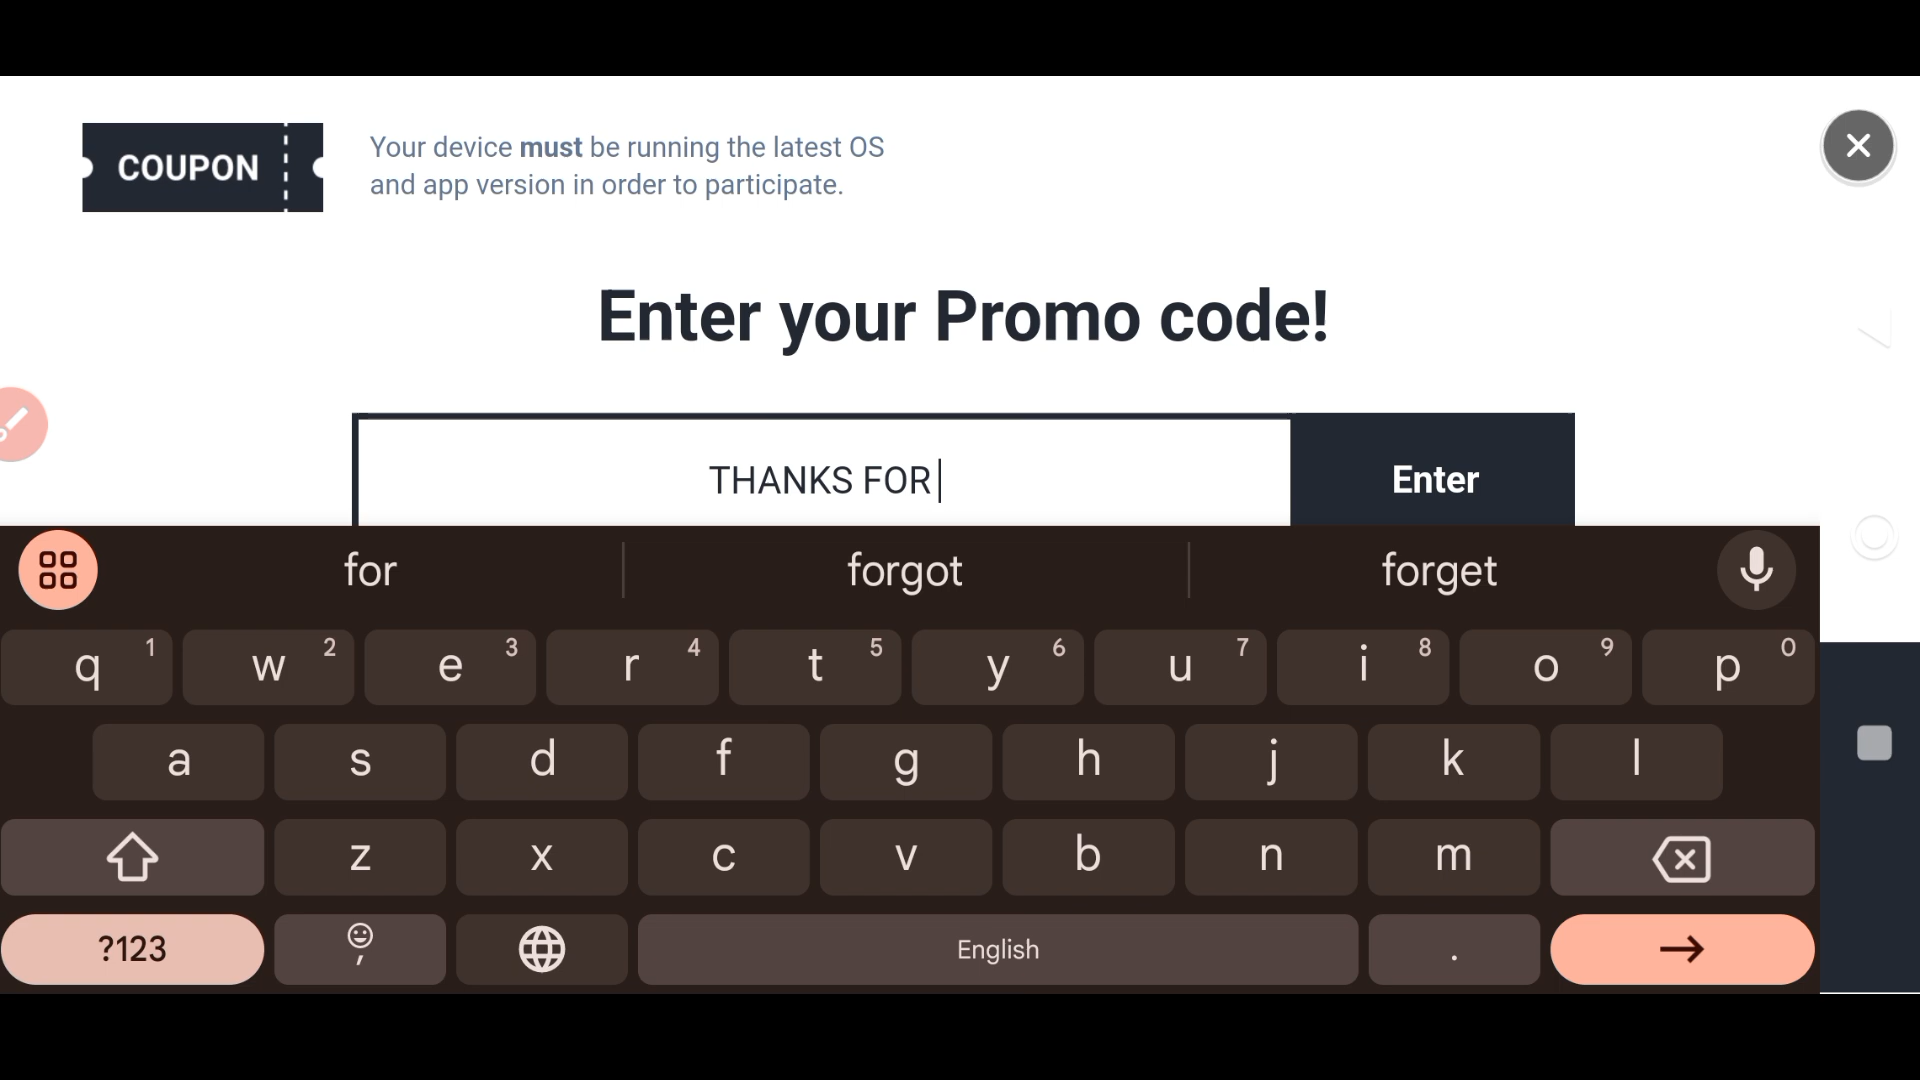 COUPON
Your device must be running the latest OS
and app version in order to participate.
Enter your Promo code!
THANKS FOR
Enter
for forgot forget
q 1 w 2 e 3 r 4 t 5 y 6 u 7 i 8 o 9 p 0
a s d f g h j k l
z x c v b n m
?123 , English .